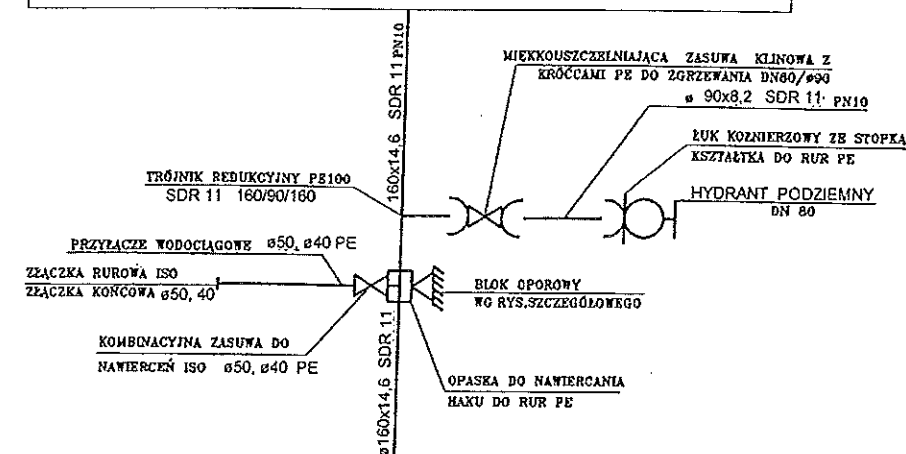 160x14,6 SDR 11 PN10
MIĘKKOUSZCZELNIAJĄCA ZASUWA KLINOWA Z
KRÓĆCAMI PE DO ZGRZEWANIA DN80/ø90
ø 90x8,2 SDR 11 PN10
ŁUK KOŁNIERZOWY ZE STOPKĄ
KSZTAŁTKA DO RUR PE
TRÓJNIK REDUKCYJNY PE100
SDR 11 160/90/160
HYDRANT PODZIEMNY
DN 80
PRZYŁĄCZE WODOCIĄGOWE ø50, ø40 PE
ZŁĄCZKA RUROWA ISO
ZŁĄCZKA KOŃCOWA ø50, 40
BLOK OPOROWY
WG RYS.SZCZEGÓŁOWEGO
KOMBINACYJNA ZASUWA DO
NAWIERCEŃ ISO ø50, ø40 PE
OPASKA DO NAWIERCANIA
HAKU DO RUR PE
ø160x14,6 SDR 11